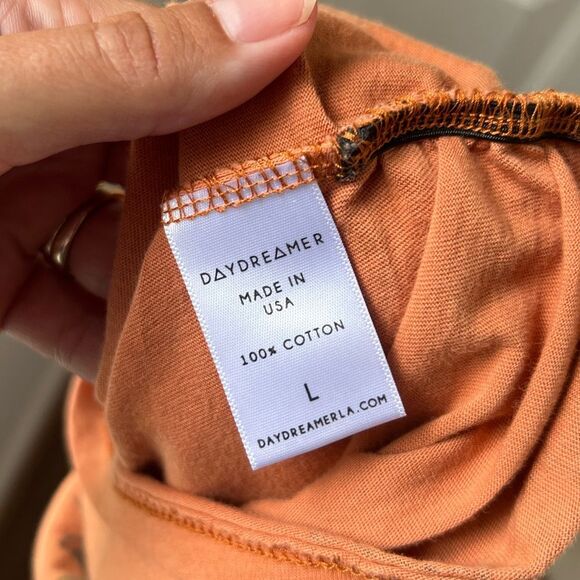 DAYDREAMER
MADE IN
USA
100% COTTON
L
DAYDREAMERLA.COM